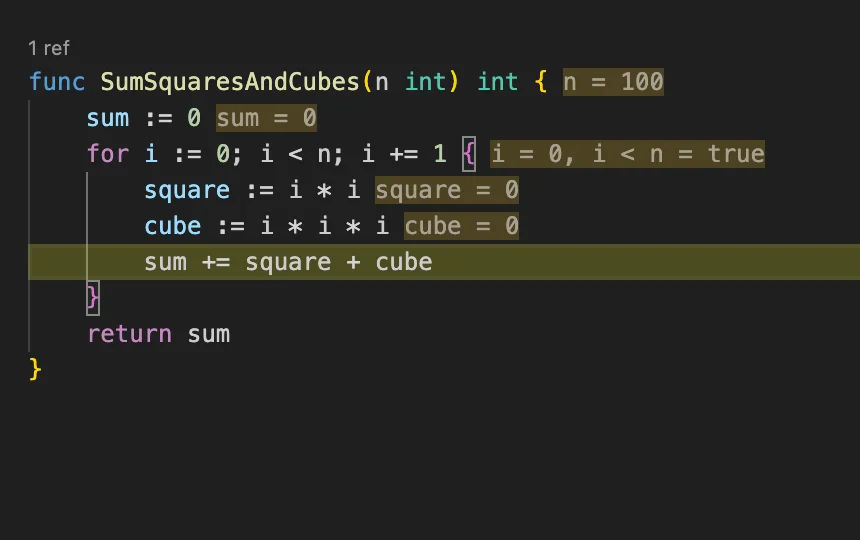 1 ref
func SumSquaresAndCubes(n int) int { n = 100
sum := 0 sum = 0
for i := 0; i < n; i += 1 { i = 0, i < n = true
square := i * i square = 0
cube := i * i * i cube = 0
sum += square + cube
}
return sum
}